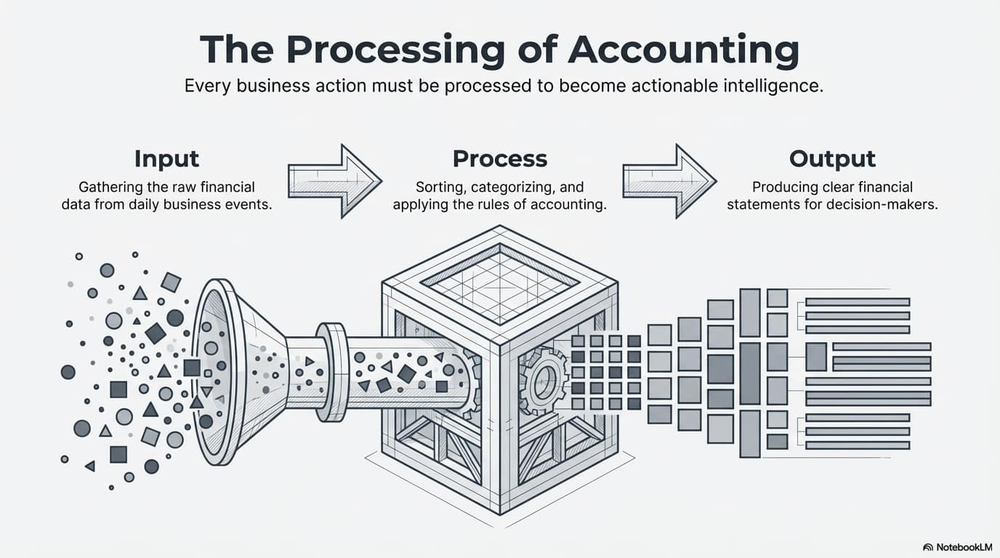 The Processing of Accounting
Every business action must be processed to become actionable intelligence.
Input
Gathering the raw financial
data from daily business events.
Process
Sorting, categorizing, and
applying the rules of accounting.
Output
Producing clear financial
statements for decision-makers.
NotebookLM